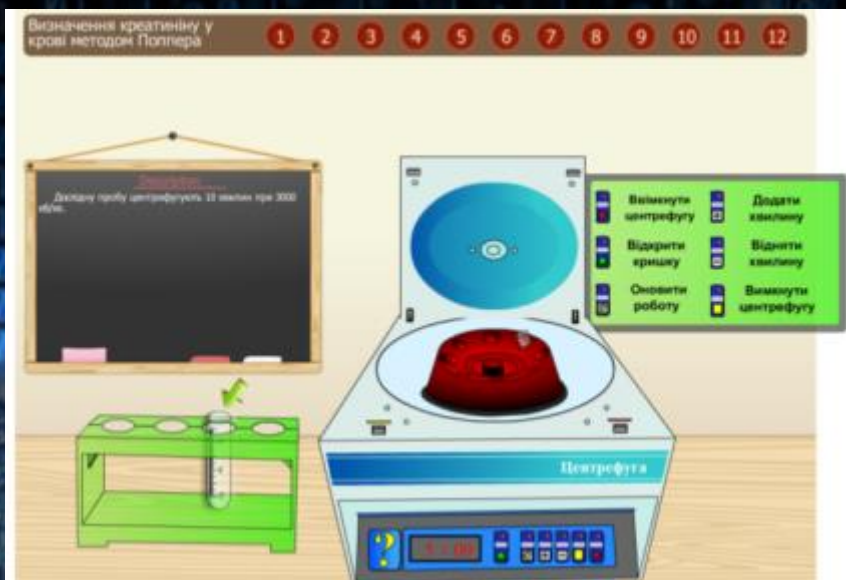 Визначення креатиніну у
крові методом Поппера
1 2 3 4 5 6 7 8 9 10 11 12
Дослідну пробу центрефугують 10 хвилин при 3000
об/хв.
Ввімкнути
центрефугу
Додати
хвилину
Відкрити
кришку
Відняти
хвилину
Оновити
роботу
Вимкнути
центрефугу
Центрефуга
?